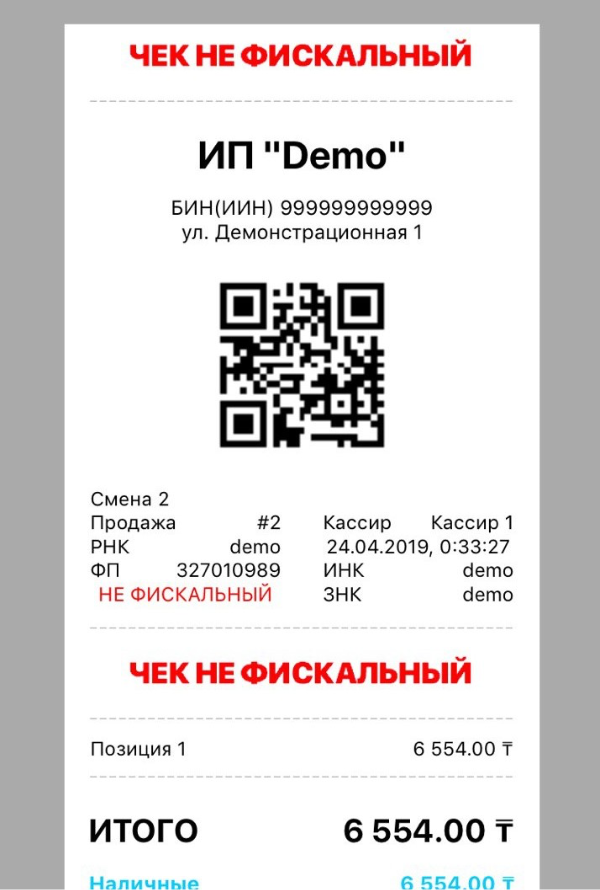 ЧЕК НЕ ФИСКАЛЬНЫЙ
ИП "Demo"
БИН(ИИН) 999999999999
ул. Демонстрационная 1
Смена 2
Продажа #2 Кассир Кассир 1
РНК demo 24.04.2019, 0:33:27
ФП 327010989 ИНК demo
НЕ ФИСКАЛЬНЫЙ ЗНК demo
ЧЕК НЕ ФИСКАЛЬНЫЙ
Позиция 1 6 554.00 ₸
ИТОГО 6 554.00 ₸
Наличные 6 554.00 ₸